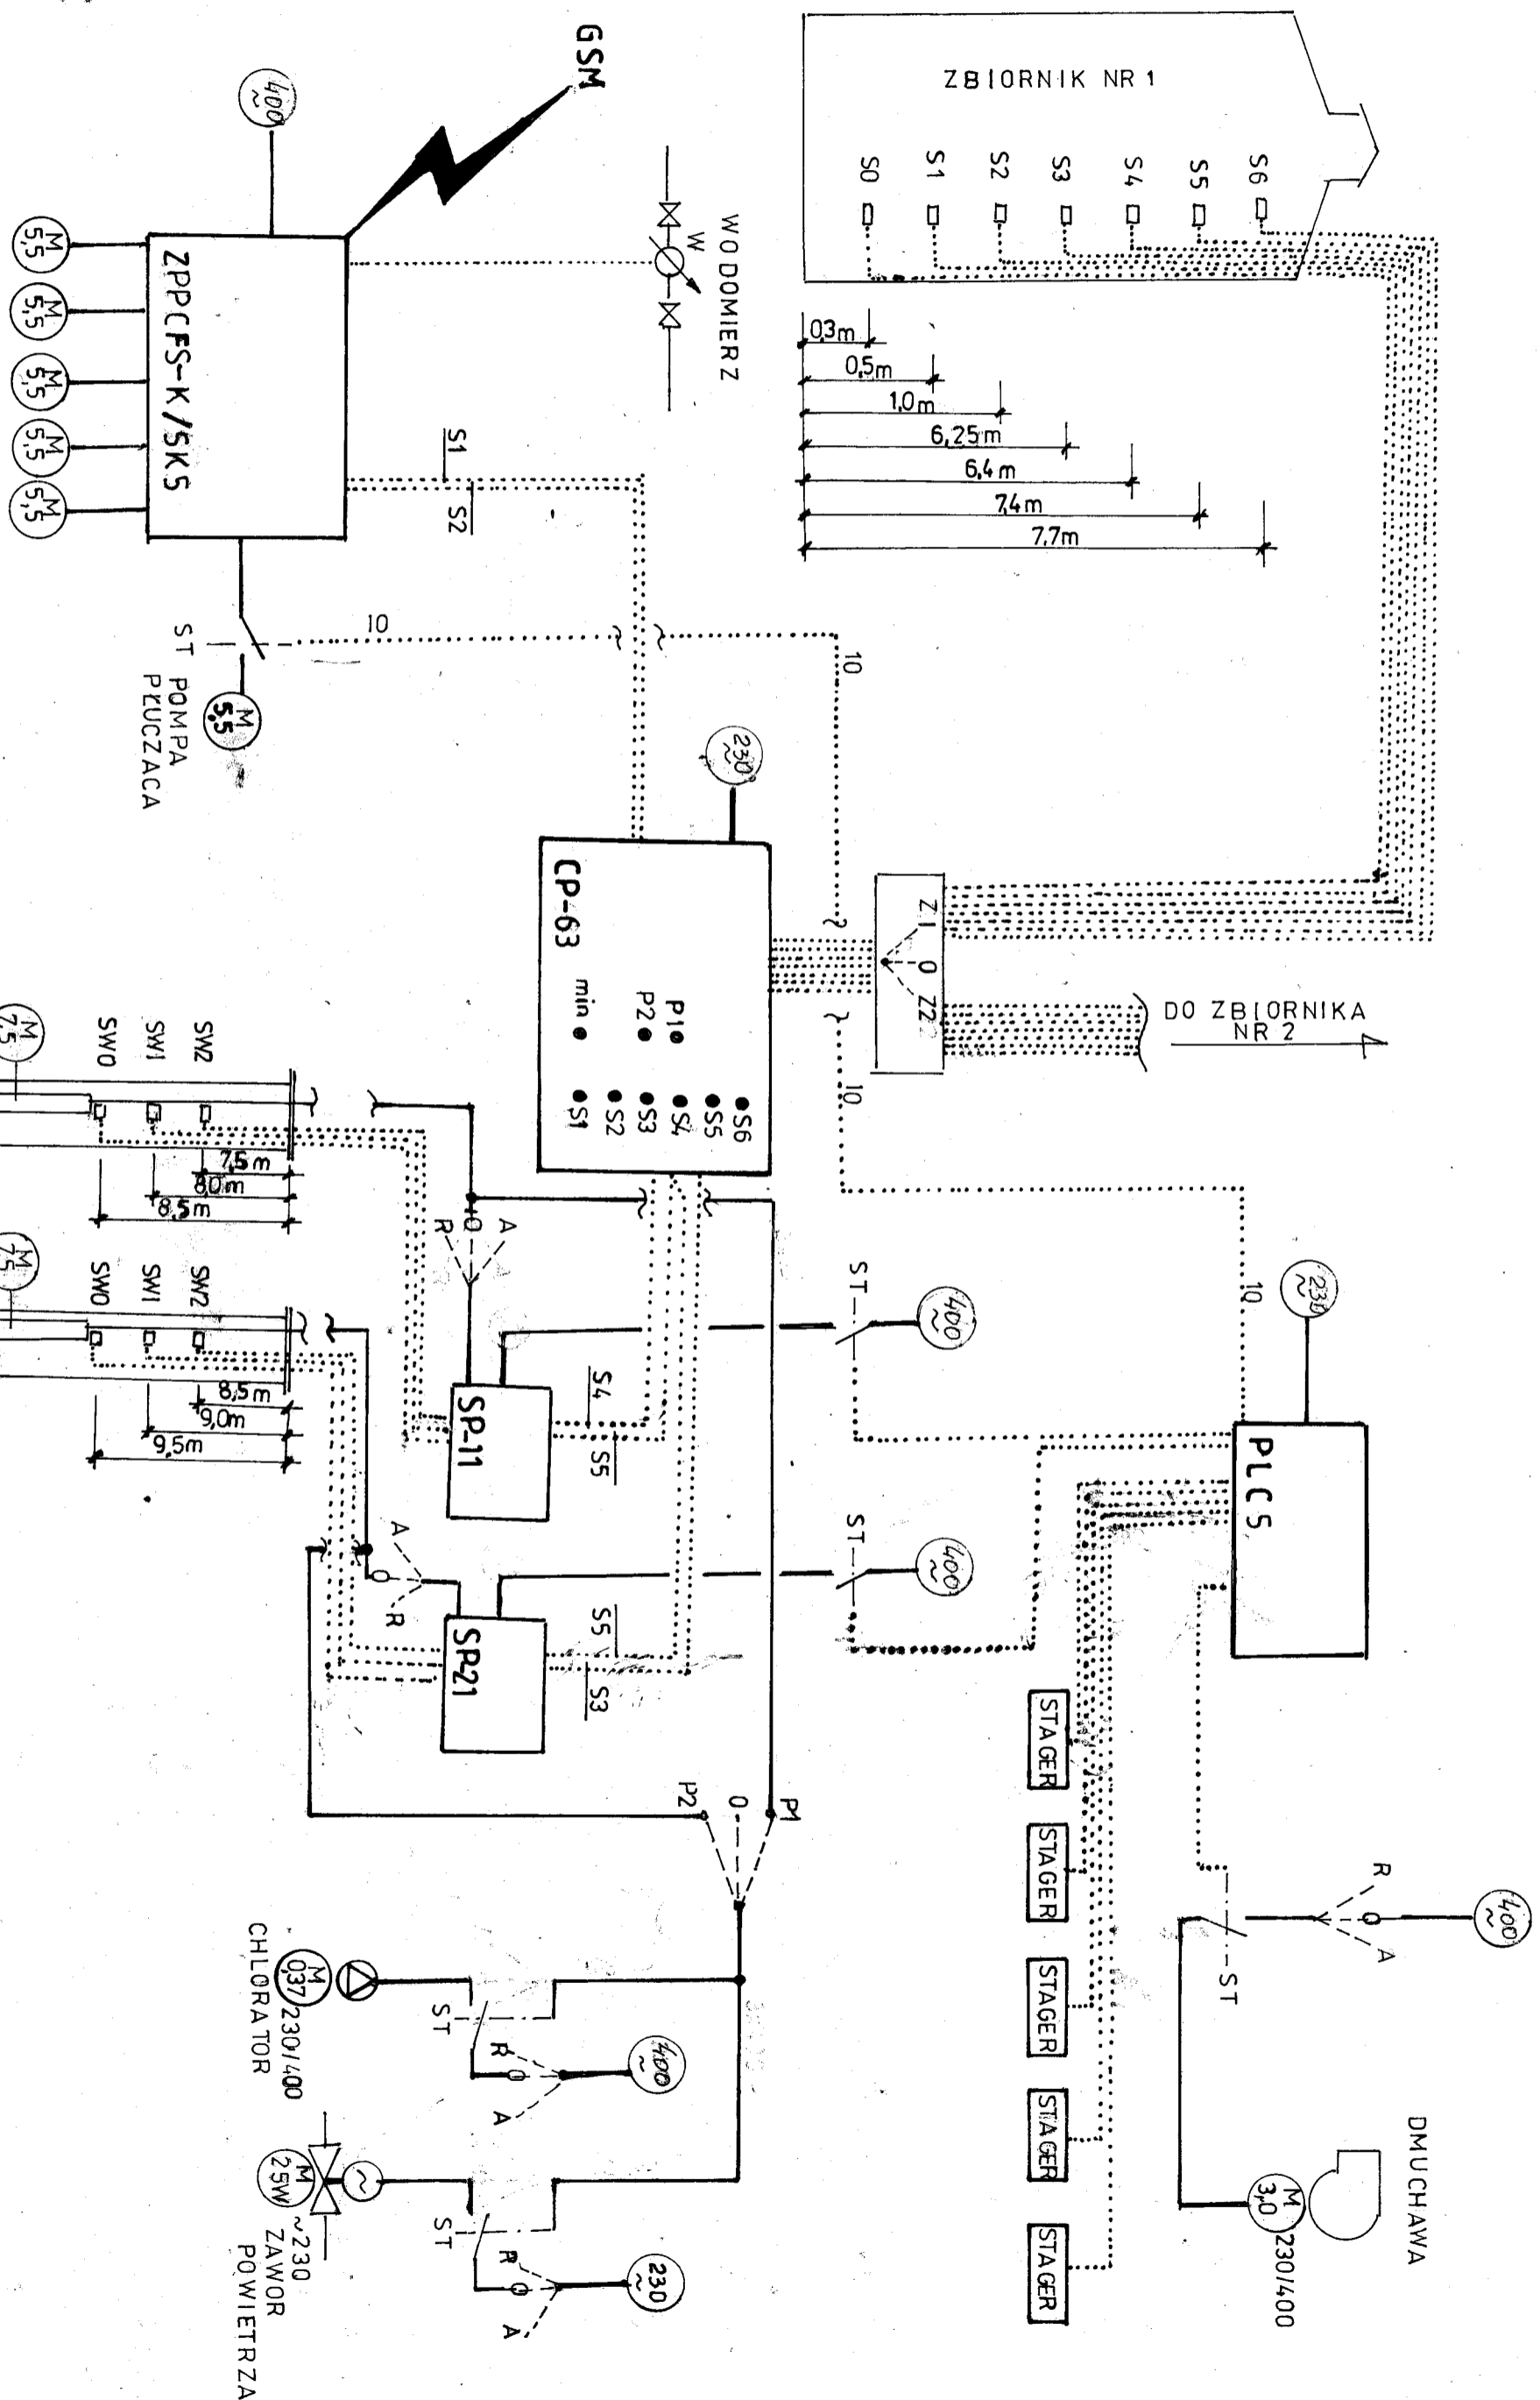 ZBIORNIK NR 1
S6
S5
S4
S3
S2
S1
S0
0,3m
0,5m
1,0m
6,25m
6,4m
7,4m
7,7m
GSM
400
~
WODOMIERZ
W
ZPPCFS-K/5K5
M
5,5
M
5,5
M
5,5
M
5,5
M
5,5
S1
S2
10
10
ST
M
5,5
POMPA
PŁUCZACA
230
~
Z1
0
Z2
DO ZBIORNIKA
NR 2
CP-63
min
P2
P1
S1
S2
S3
S4
S5
S6
10
10
M
7,5
SW0
SW1
SW2
7,5m
8,0m
8,5m
R
0
A
M
7,5
SW0
SW1
SW2
8,5m
9,0m
9,5m
SP-11
S4
S5
ST
400
~
230
~
PLC 5
A
0
R
SP-21
S5
S3
ST
400
~
STAGER
STAGER
STAGER
STAGER
STAGER
P2
0
P1
R
0
A
400
~
ST
DMUCHAWA
M
3,0
230/400
CHLORATOR
M
0,37
230/400
ST
R
0
A
400
~
M
25W
~230
ZAWOR
POWIETRZA
ST
R
0
A
230
~